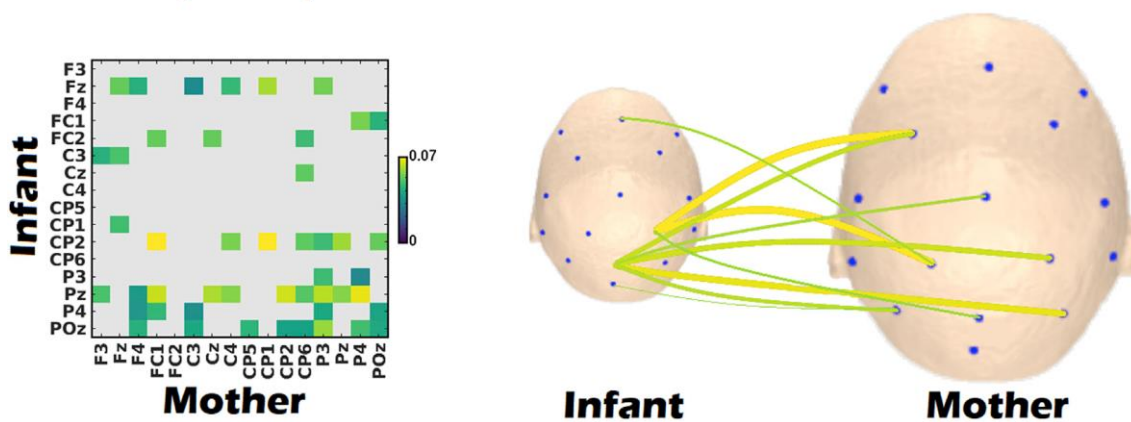 Infant
F3
Fz
F4
FC1
FC2
C3
Cz
C4
CP5
CP1
CP2
CP6
P3
Pz
P4
POz
0.07
0
F3
Fz
F4
FC1
FC2
C3
Cz
C4
CP5
CP1
CP2
CP6
P3
Pz
P4
POz
Mother
Infant
Mother